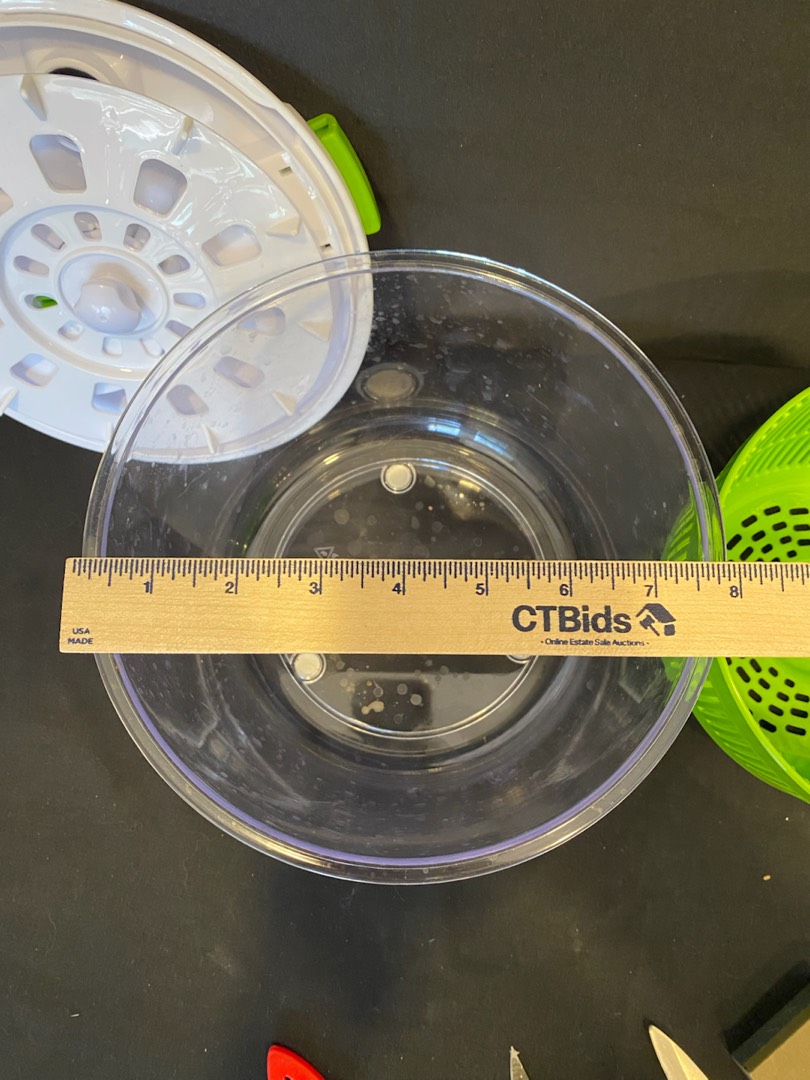 1 2 3 4 5 6 7 8
CTBids
- Online Estate Sale Auctions -
USA
MADE